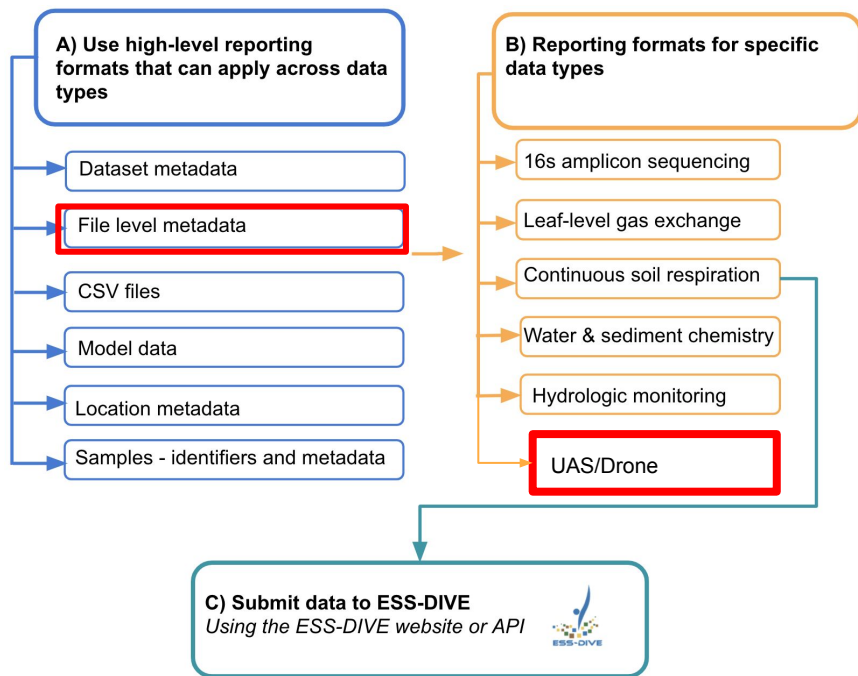 A) Use high-level reporting
formats that can apply across data
types
Dataset metadata
File level metadata
CSV files
Model data
Location metadata
Samples - identifiers and metadata
B) Reporting formats for specific
data types
16s amplicon sequencing
Leaf-level gas exchange
Continuous soil respiration
Water & sediment chemistry
Hydrologic monitoring
UAS/Drone
C) Submit data to ESS-DIVE
Using the ESS-DIVE website or API
ESS-DIVE